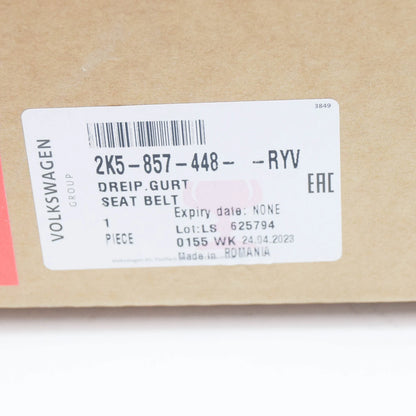 3849
VOLKSWAGEN
GROUP
2K5-857-448- -RYV
DREIP.GURT
SEAT BELT
EAC
Expiry date: NONE
1
Lot:LS 625794
PIECE
0155 WK 24.04.2023
Made in ROMANIA